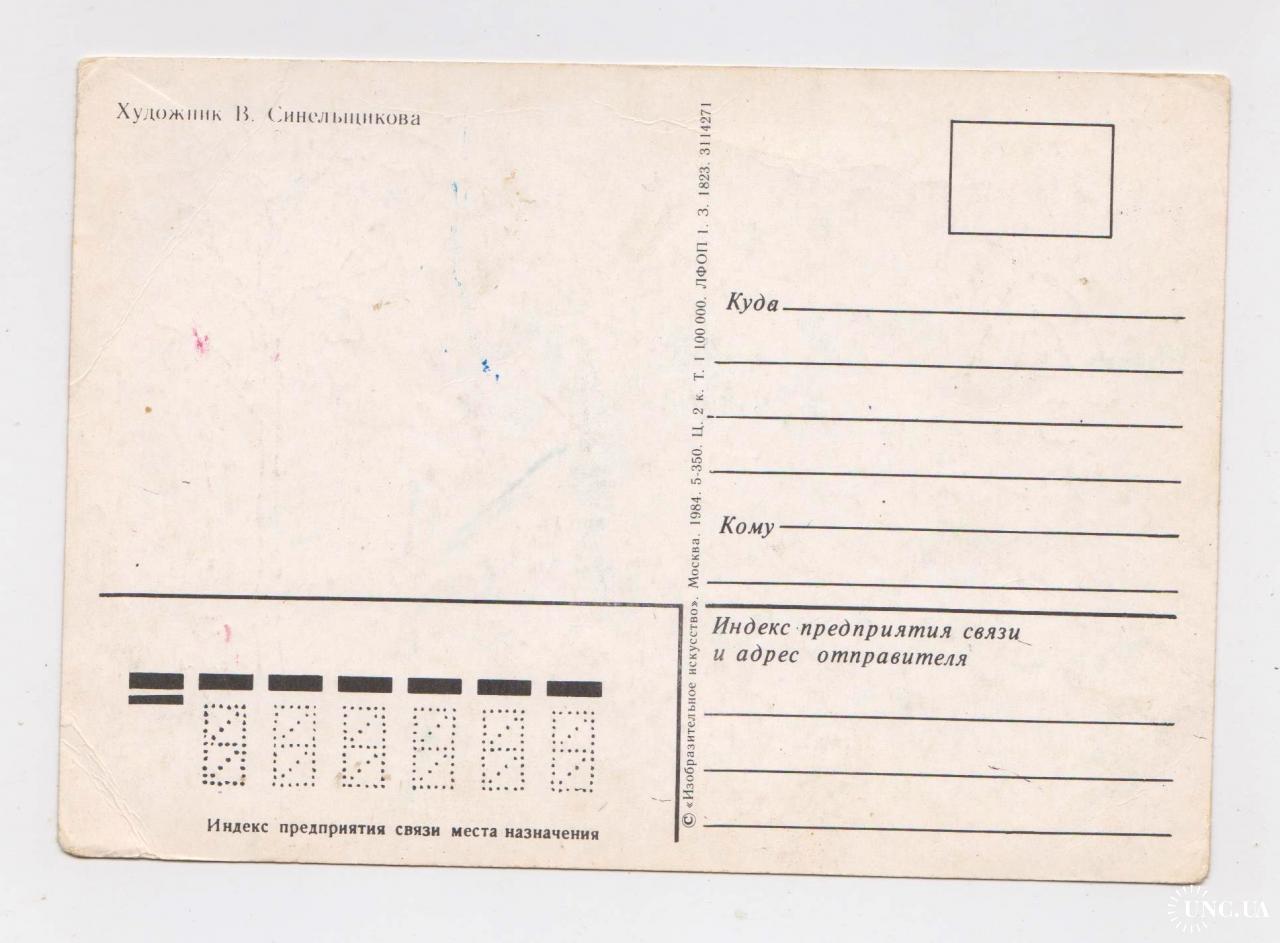 Художник В. Синельщикова
© «Изобразительное искусство». Москва. 1984. 5-350. Ц. 2 к. Т. 1 100 000. ЛФОП 1. З. 1823. 3114271
Куда
Кому
Индекс предприятия связи
и адрес отправителя
Индекс предприятия связи места назначения
UNC.UA